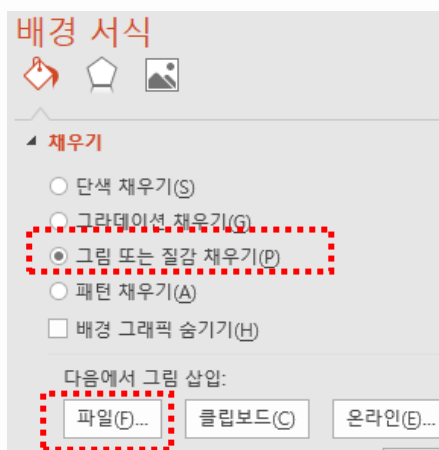 배경 서식
채우기
단색 채우기(S)
그라데이션 채우기(G)
그림 또는 질감 채우기(P)
패턴 채우기(A)
배경 그래픽 숨기기(H)
다음에서 그림 삽입:
파일(F)... 클립보드(C) 온라인(E)...